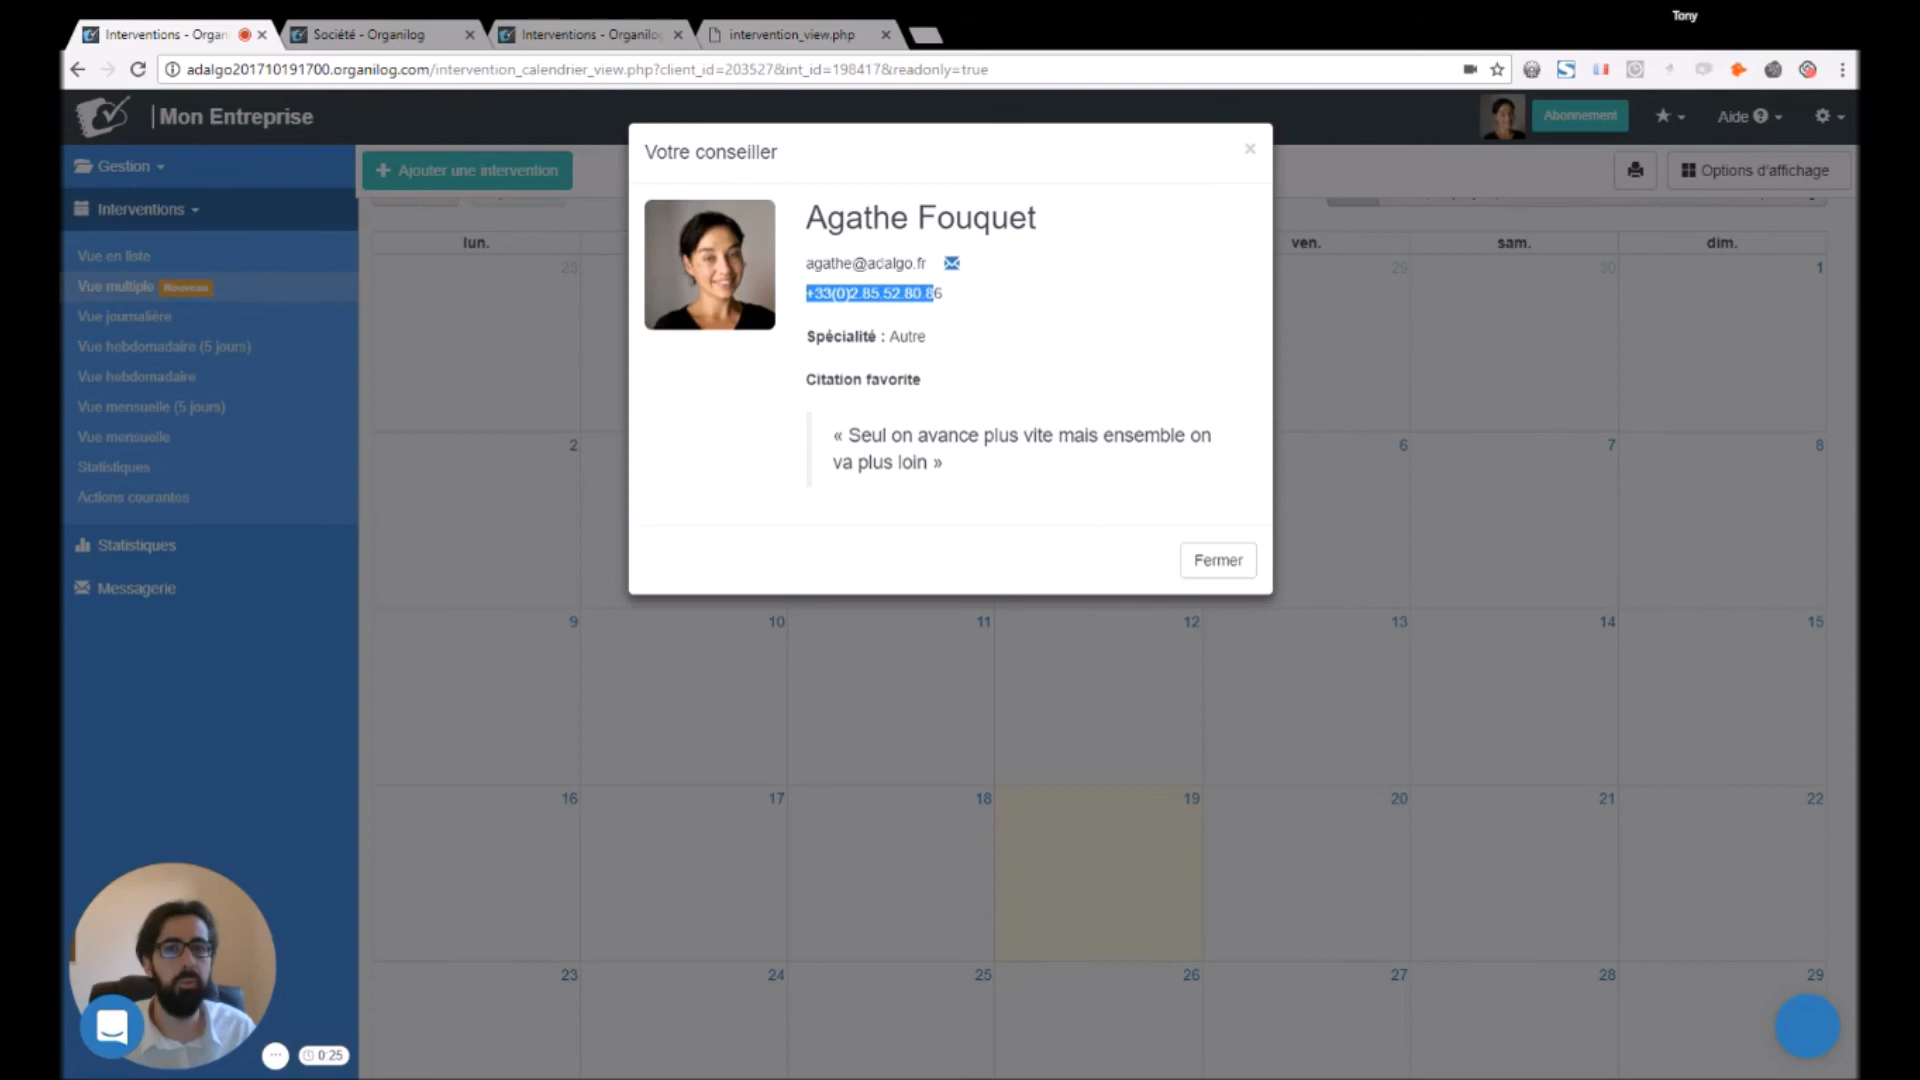 Tony
Interventions - Organ
Société - Organilog
Interventions - Organilog
intervention_view.php
adalgo201710191700.organilog.com/intervention_calendrier_view.php?client_id=203527&int_id=198417&readonly=true
|Mon Entreprise
Abonnement
Aide
Gestion
Interventions
Vue en liste
Vue multiple Nouveau
Vue journalière
Vue hebdomadaire (5 jours)
Vue hebdomadaire
Vue mensuelle (5 jours)
Vue mensuelle
Statistiques
Actions courantes
Statistiques
Messagerie
Ajouter une intervention
Options d'affichage
Votre conseiller
×
Agathe Fouquet
agathe@adalgo.fr
+33(0)2.85.52.80.86
Spécialité : Autre
Citation favorite
« Seul on avance plus vite mais ensemble on
va plus loin »
Fermer
lun. ven. sam. dim.
25 29 30 1
2 6 7 8
9 10 11 12 13 14 15
16 17 18 19 20 21 22
23 24 25 26 27 28 29
0:25